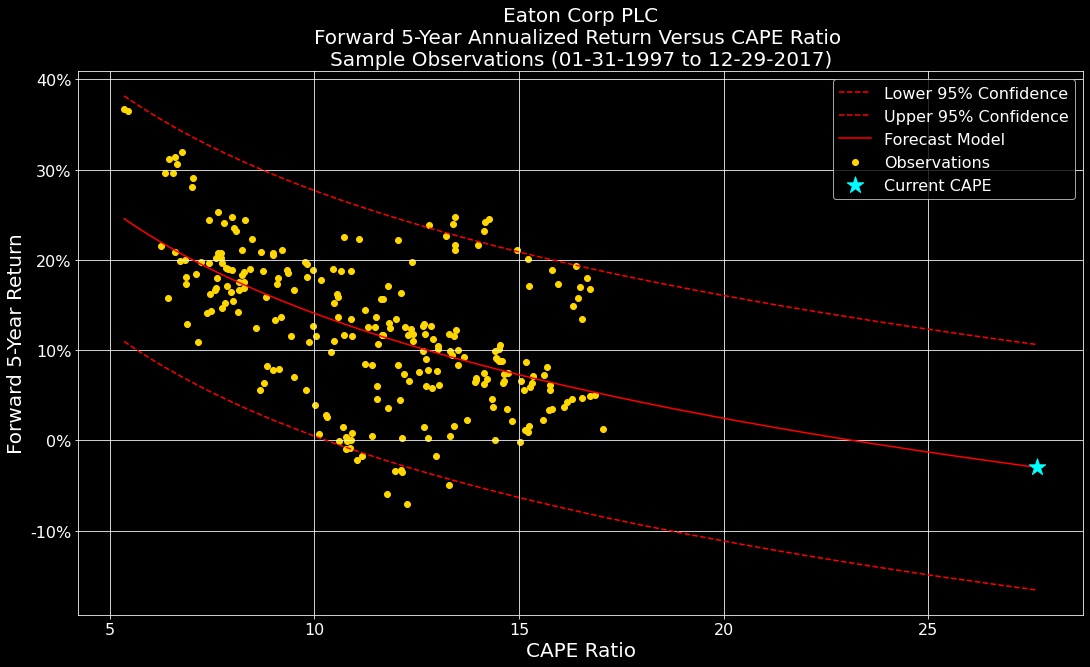 Eaton Corp PLC
Forward 5-Year Annualized Return Versus CAPE Ratio
Sample Observations (01-31-1997 to 12-29-2017)
40%
30%
20%
10%
0%
-10%
Forward 5-Year Return
Lower 95% Confidence
Upper 95% Confidence
Forecast Model
Observations
Current CAPE
5
10
15
20
25
CAPE Ratio